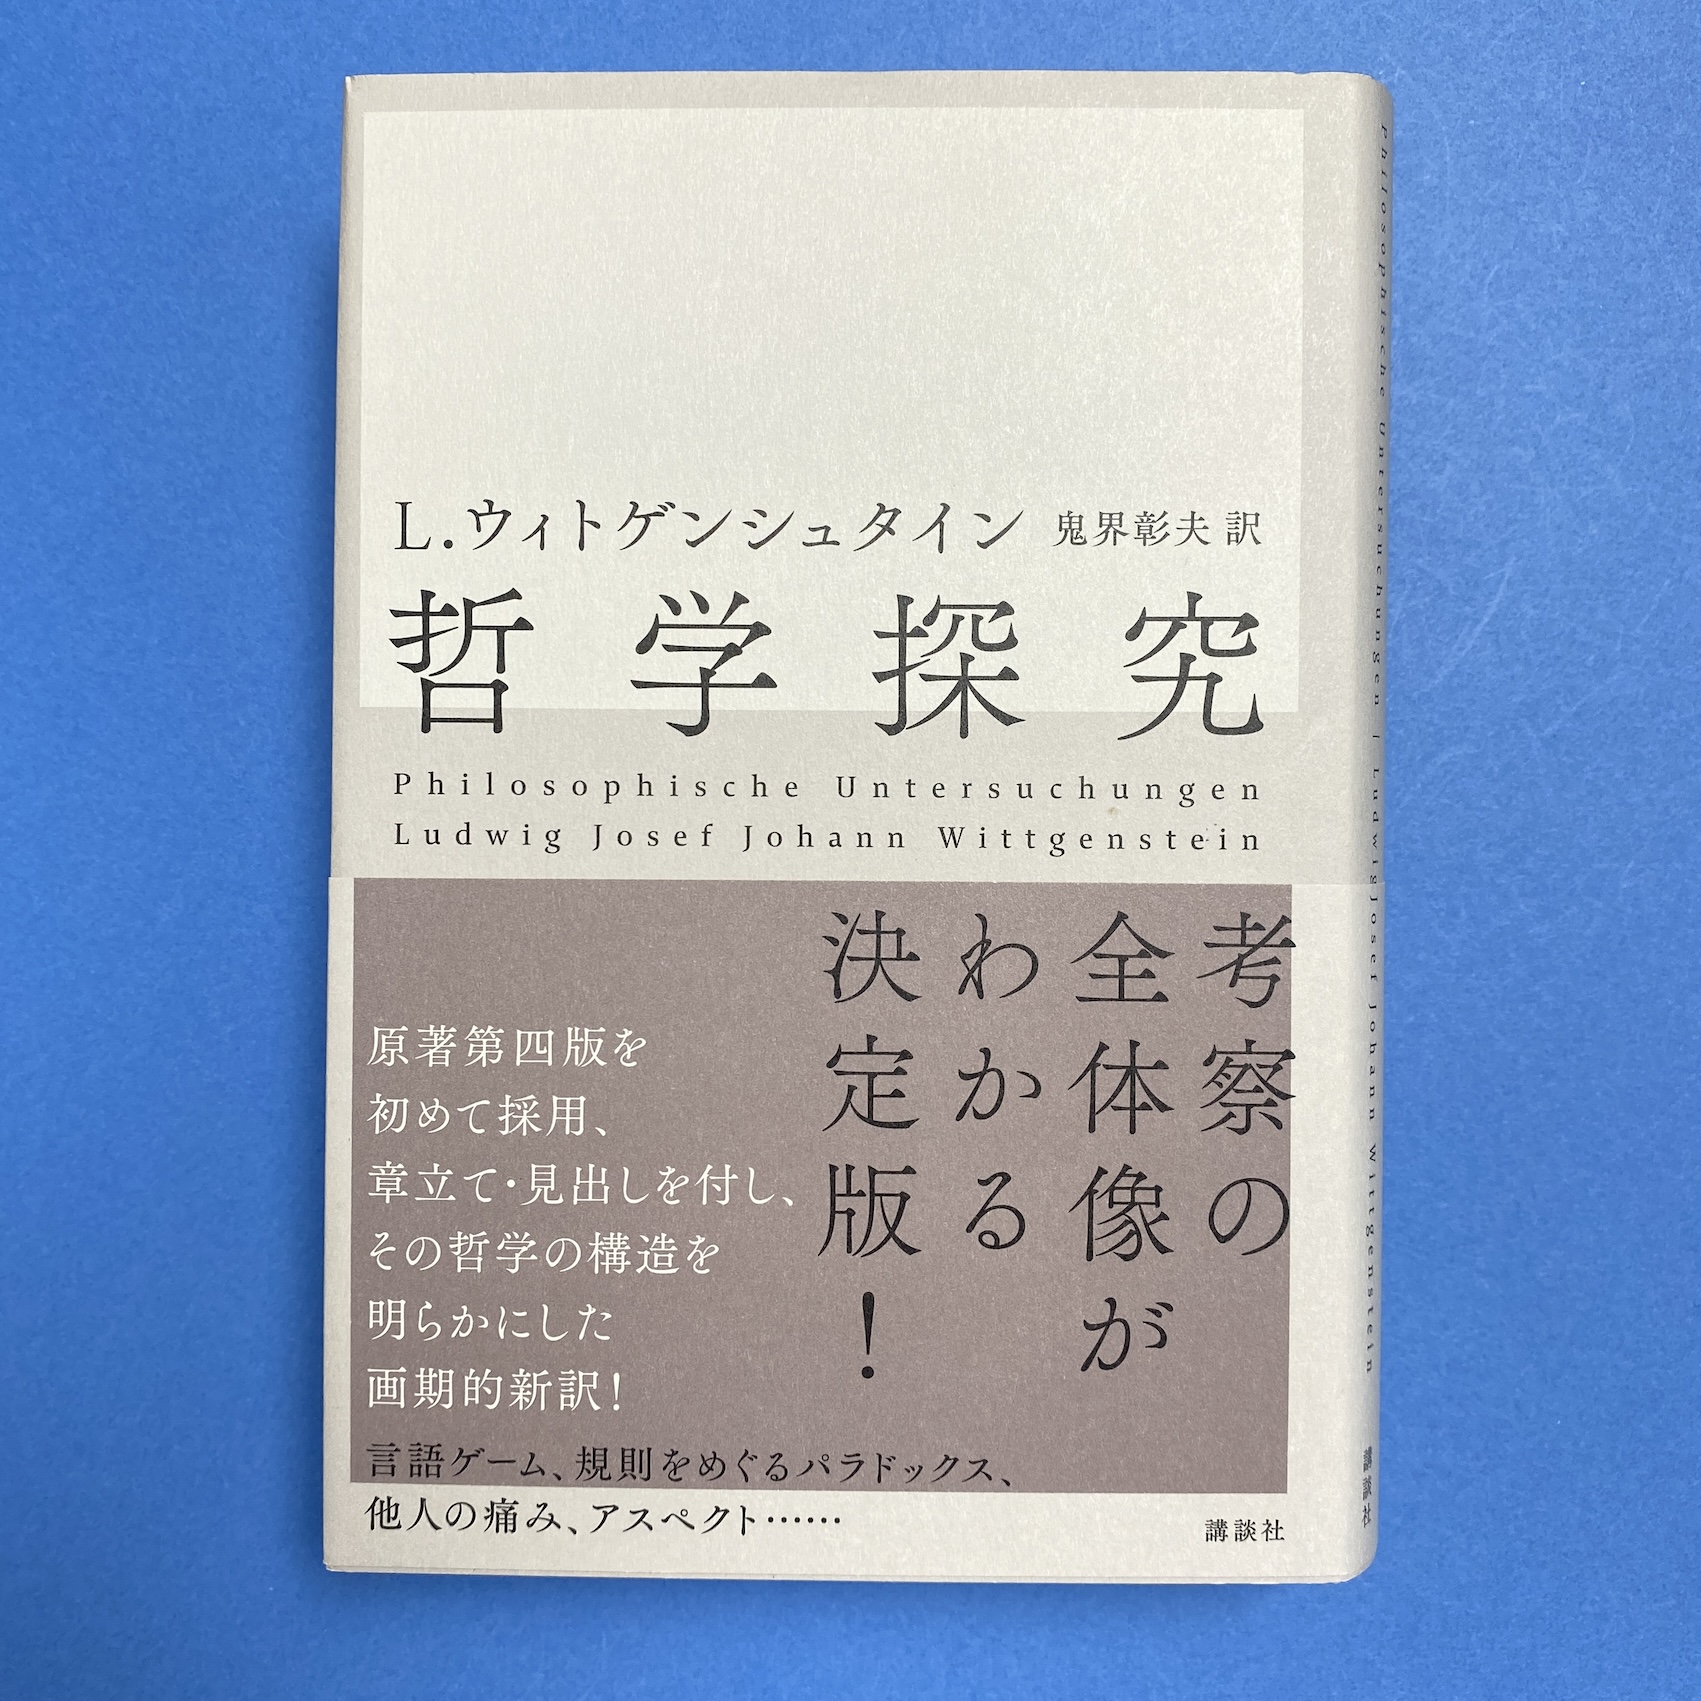 L.ウィトゲンシュタイン 鬼界彰夫 訳
哲学探究
Philosophische Untersuchungen
Ludwig Josef Johann Wittgenstein
考察の
全体像が
わかる
決定版!
原著第四版を
初めて採用、
章立て・見出しを付し、
その哲学の構造を
明らかにした
画期的新訳!
言語ゲーム、規則をめぐるパラドックス、
他人の痛み、アスペクト……
講談社
Philosophische Untersuchungen | Ludwig Josef Johann Wittgenstein
講談社